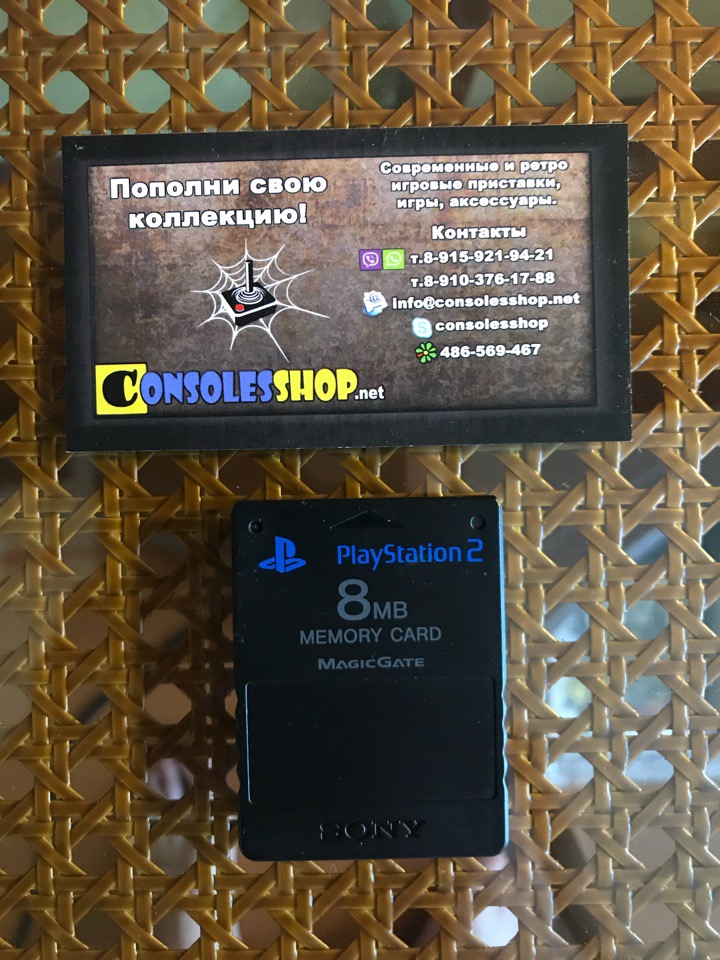 Пополни свою
коллекцию!
CONSOLESSHOP.net
Современные и ретро
игровые приставки,
игры, аксессуары.
Контакты
т.8-915-921-94-21
т.8-910-376-17-88
info@consolesshop.net
consolesshop
486-569-467
PlayStation 2
8MB
MEMORY CARD
MAGICGATE
SONY